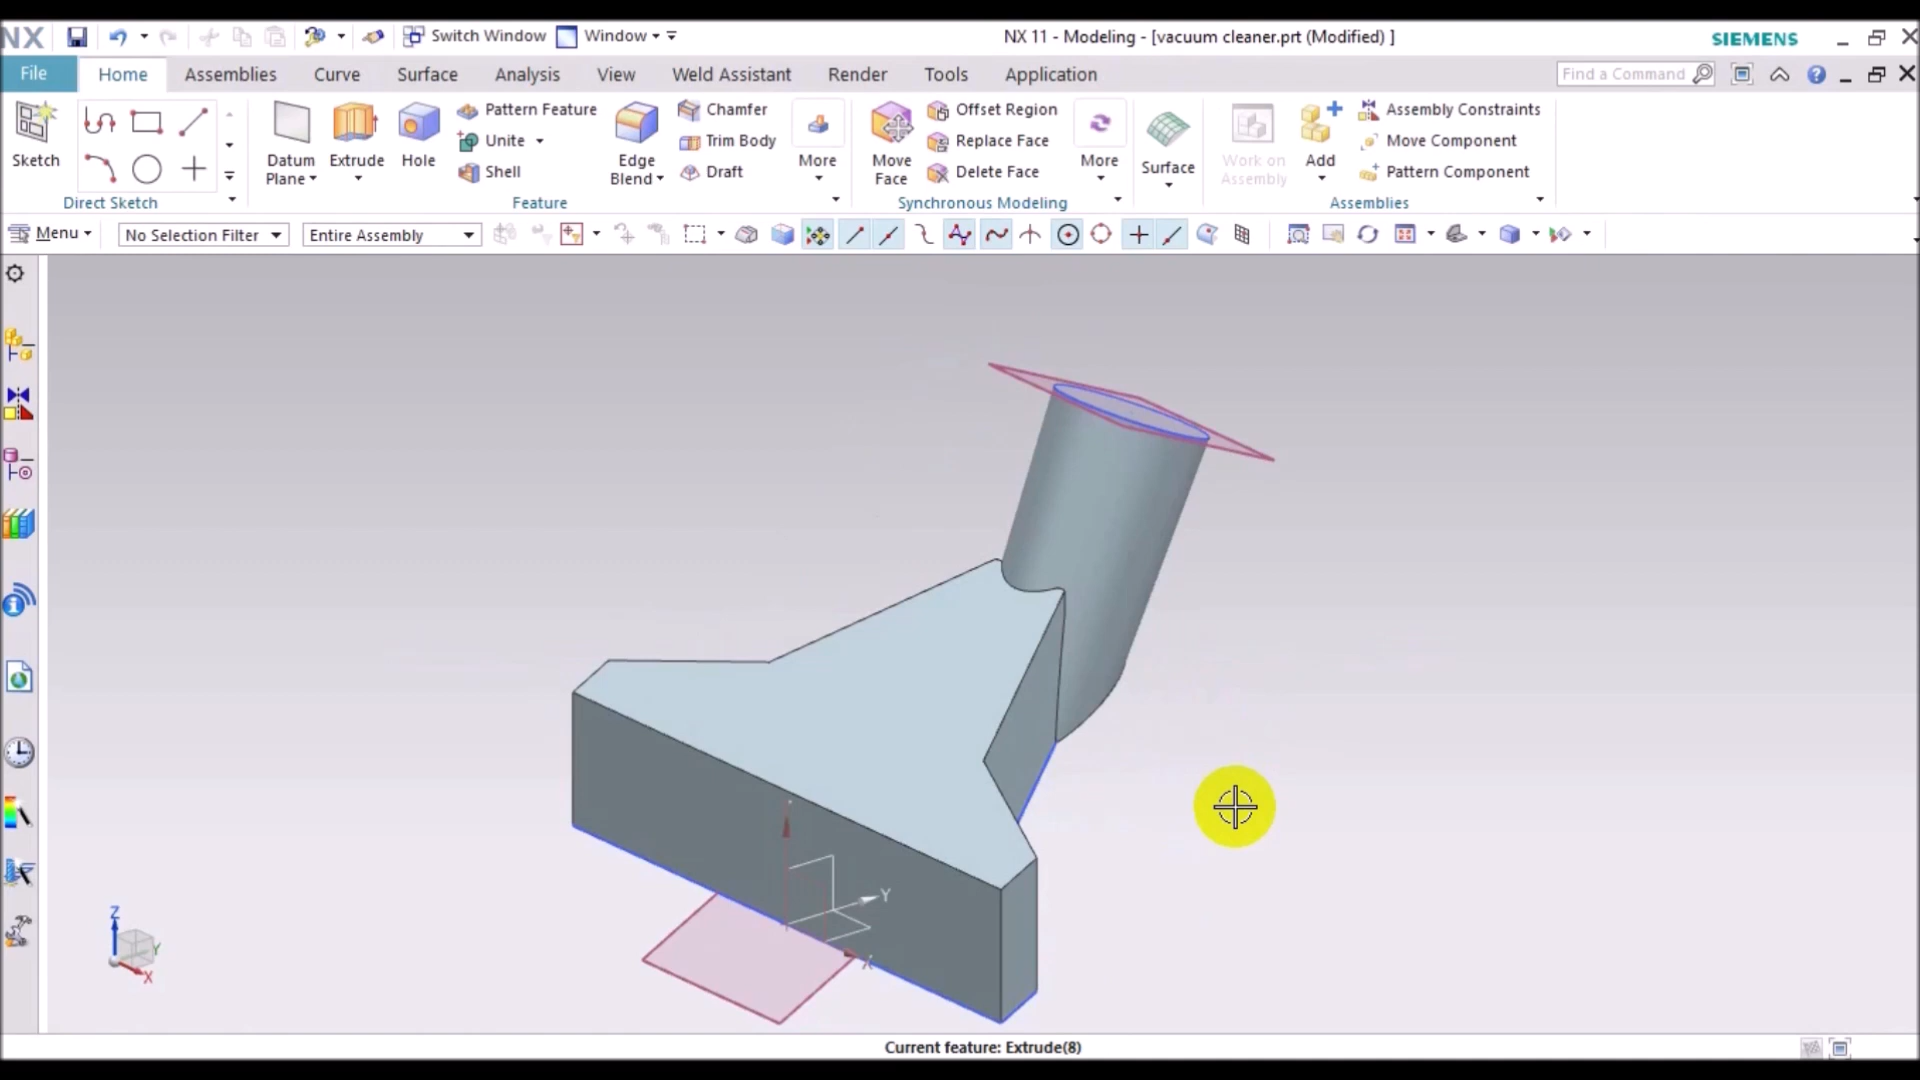 NX Switch Window Window NX 11 - Modeling - [vacuum cleaner.prt (Modified) ] SIEMENS
File Home Assemblies Curve Surface Analysis View Weld Assistant Render Tools Application Find a Command
Sketch
Direct Sketch
Datum Plane
Extrude
Hole
Pattern Feature
Unite
Shell
Edge Blend
Chamfer
Trim Body
Draft
More
Feature
Move Face
Offset Region
Replace Face
Delete Face
More
Synchronous Modeling
Surface
Work on Assembly
Add
Assembly Constraints
Move Component
Pattern Component
Assemblies
Menu No Selection Filter Entire Assembly
Y
X
Z
Y
X
Current feature: Extrude(8)